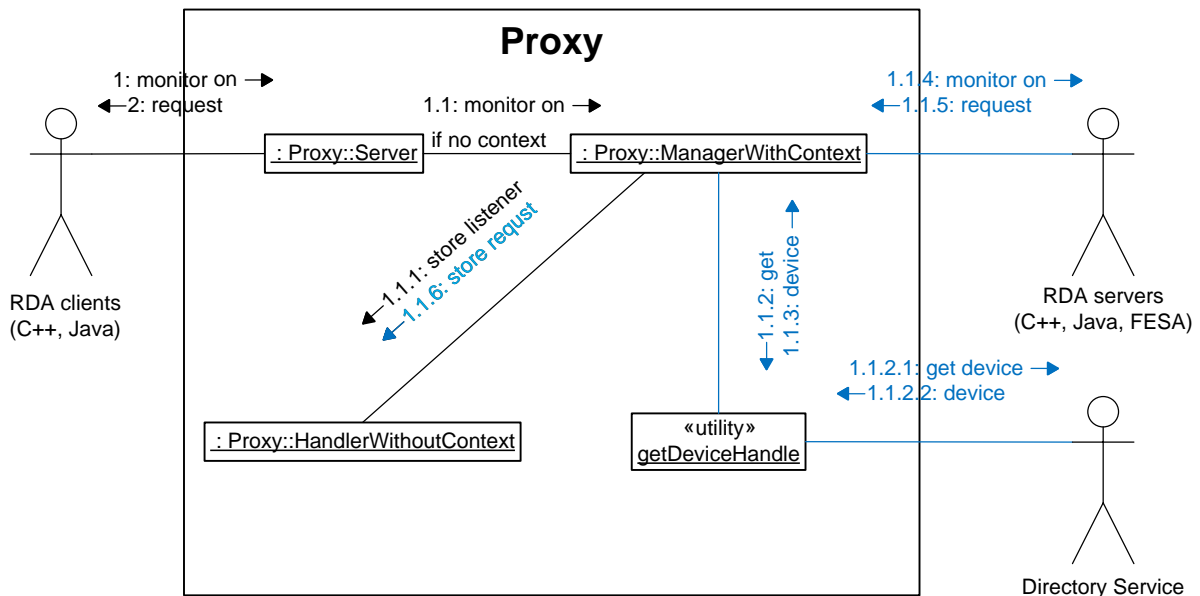 Proxy
1: monitor on
2: request
1.1: monitor on
if no context
1.1.4: monitor on
1.1.5: request
: Proxy::Server
: Proxy::ManagerWithContext
1.1.1: store listener
1.1.6: store requst
1.1.2: get
1.1.3: device
RDA clients
(C++, Java)
RDA servers
(C++, Java, FESA)
1.1.2.1: get device
1.1.2.2: device
: Proxy::HandlerWithoutContext
«utility»
getDeviceHandle
Directory Service